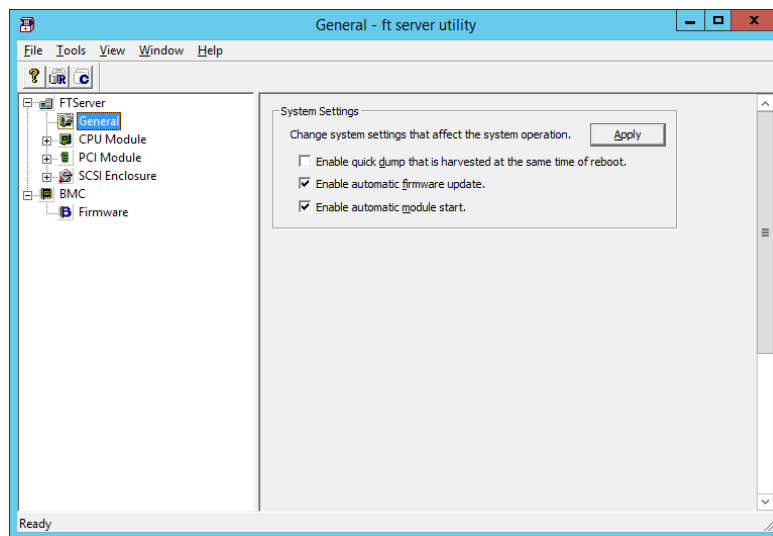 General - ft server utility
File Tools View Window Help
? R C
FTServer
General
CPU Module
PCI Module
SCSI Enclosure
BMC
B Firmware
System Settings
Change system settings that affect the system operation. Apply
Enable quick dump that is harvested at the same time of reboot.
Enable automatic firmware update.
Enable automatic module start.
Ready